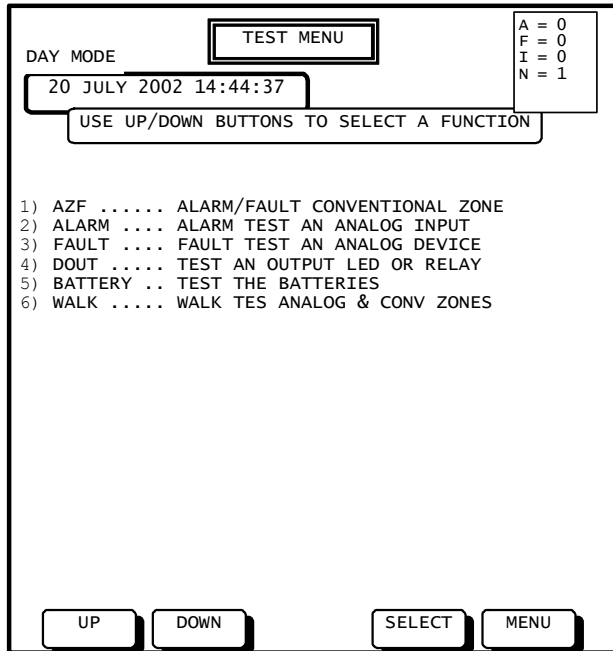 TEST MENU
A = 0
F = 0
I = 0
N = 1
DAY MODE
20 JULY 2002 14:44:37
USE UP/DOWN BUTTONS TO SELECT A FUNCTION
1) AZF ...... ALARM/FAULT CONVENTIONAL ZONE
2) ALARM .... ALARM TEST AN ANALOG INPUT
3) FAULT .... FAULT TEST AN ANALOG DEVICE
4) DOUT ..... TEST AN OUTPUT LED OR RELAY
5) BATTERY .. TEST THE BATTERIES
6) WALK ..... WALK TES ANALOG & CONV ZONES
UP DOWN SELECT MENU